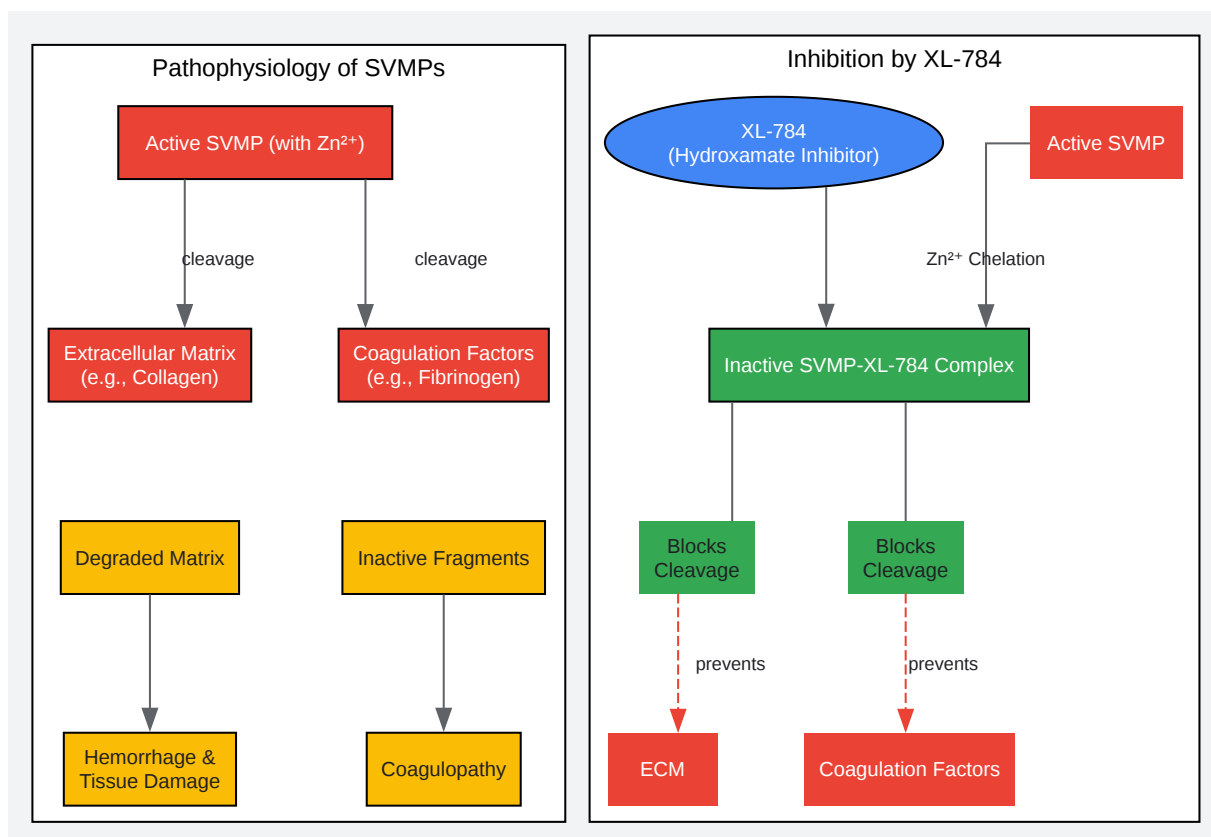 Pathophysiology of SVMPs
Active SVMP (with Zn²⁺)
cleavage
cleavage
Extracellular Matrix
(e.g., Collagen)
Coagulation Factors
(e.g., Fibrinogen)
Degraded Matrix
Inactive Fragments
Hemorrhage &
Tissue Damage
Coagulopathy
Inhibition by XL-784
XL-784
(Hydroxamate Inhibitor)
Active SVMP
Zn²⁺ Chelation
Inactive SVMP-XL-784 Complex
Blocks
Cleavage
Blocks
Cleavage
prevents
prevents
ECM
Coagulation Factors